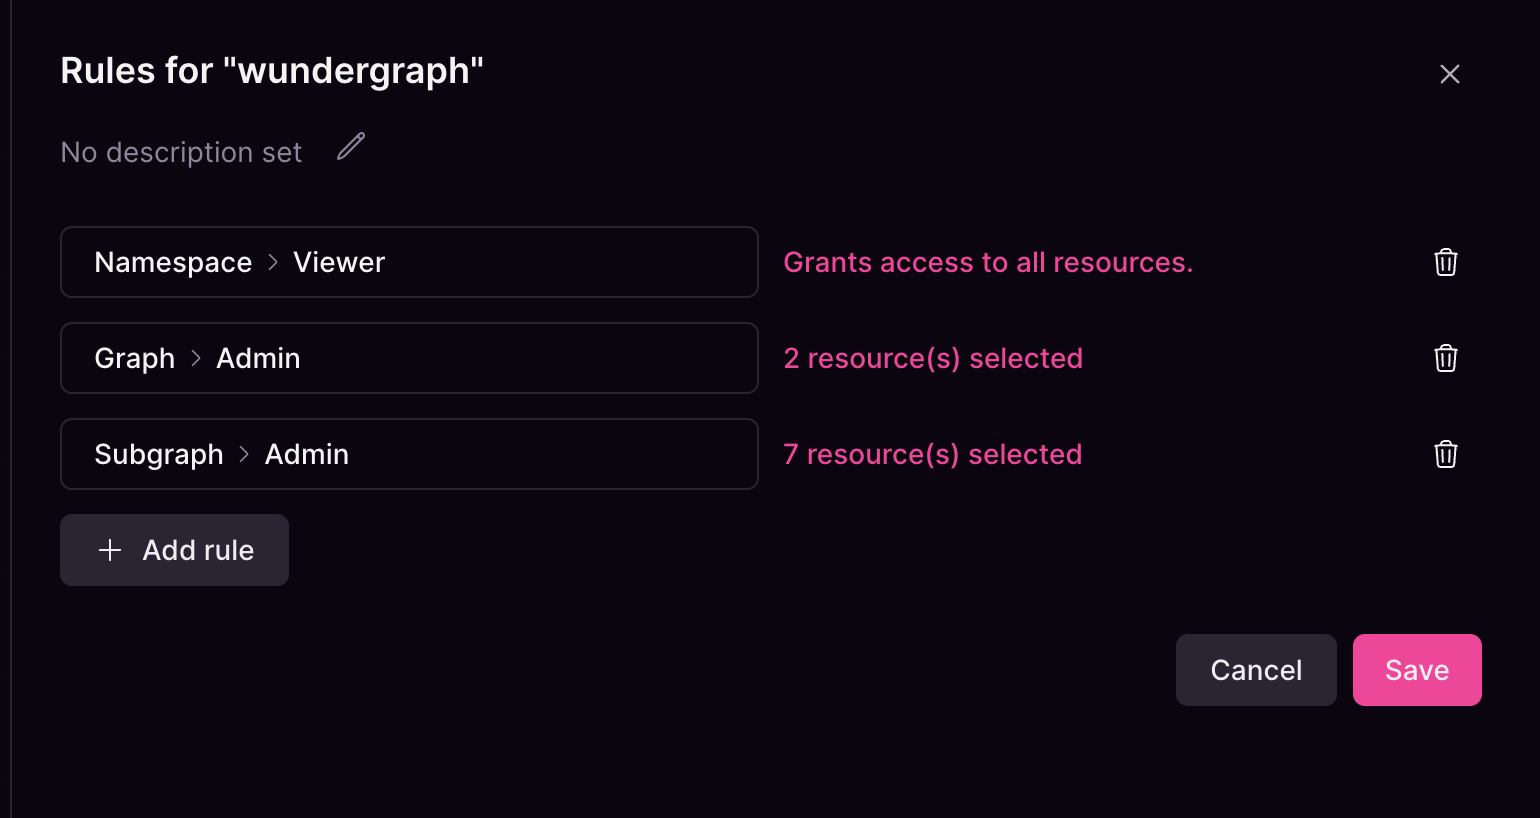 Rules for "wundergraph"
No description set
Namespace > Viewer
Grants access to all resources.
Graph > Admin
2 resource(s) selected
Subgraph > Admin
7 resource(s) selected
+ Add rule
Cancel
Save